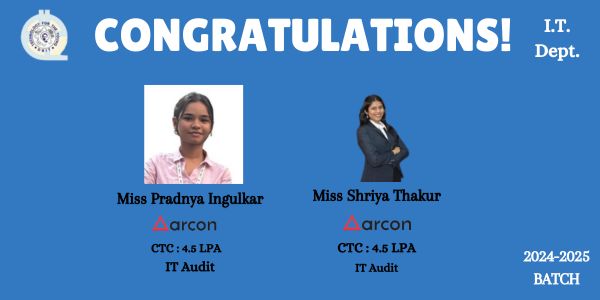 CONGRATULATIONS!
I.T.
Dept.
Miss Pradnya Ingulkar
arcon
CTC : 4.5 LPA
IT Audit
Miss Shriya Thakur
arcon
CTC : 4.5 LPA
IT Audit
2024-2025
BATCH